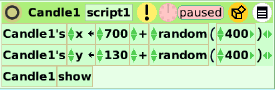 Candle1 script1 ! paused
Candle1's x ← 700 + random (400)
Candle1's y ← 130 + random (400)
Candle1 show